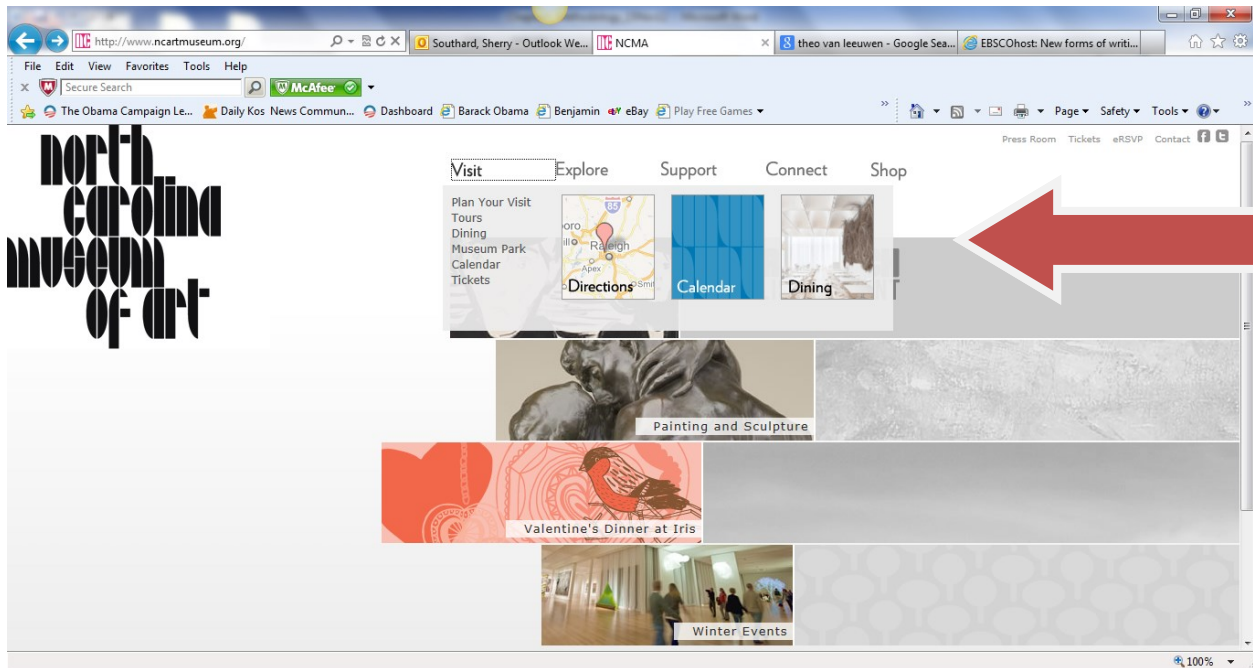 http://www.ncartmuseum.org/
Southard, Sherry - Outlook We...
NCMA
theo van leeuwen - Google Sea...
EBSCOhost: New forms of writi...
File Edit View Favorites Tools Help
Secure Search
McAfee
The Obama Campaign Le...
Daily Kos News Commun...
Dashboard
Barack Obama
Benjamin
eBay
Play Free Games
Page
Safety
Tools
Press Room Tickets eRSVP Contact
north
carolina
museum
of art
Visit Explore Support Connect Shop
Plan Your Visit
Tours
Dining
Museum Park
Calendar
Tickets
85
Raleigh
Apex
Directions
Calendar
Dining
Painting and Sculpture
Valentine's Dinner at Iris
Winter Events
100%